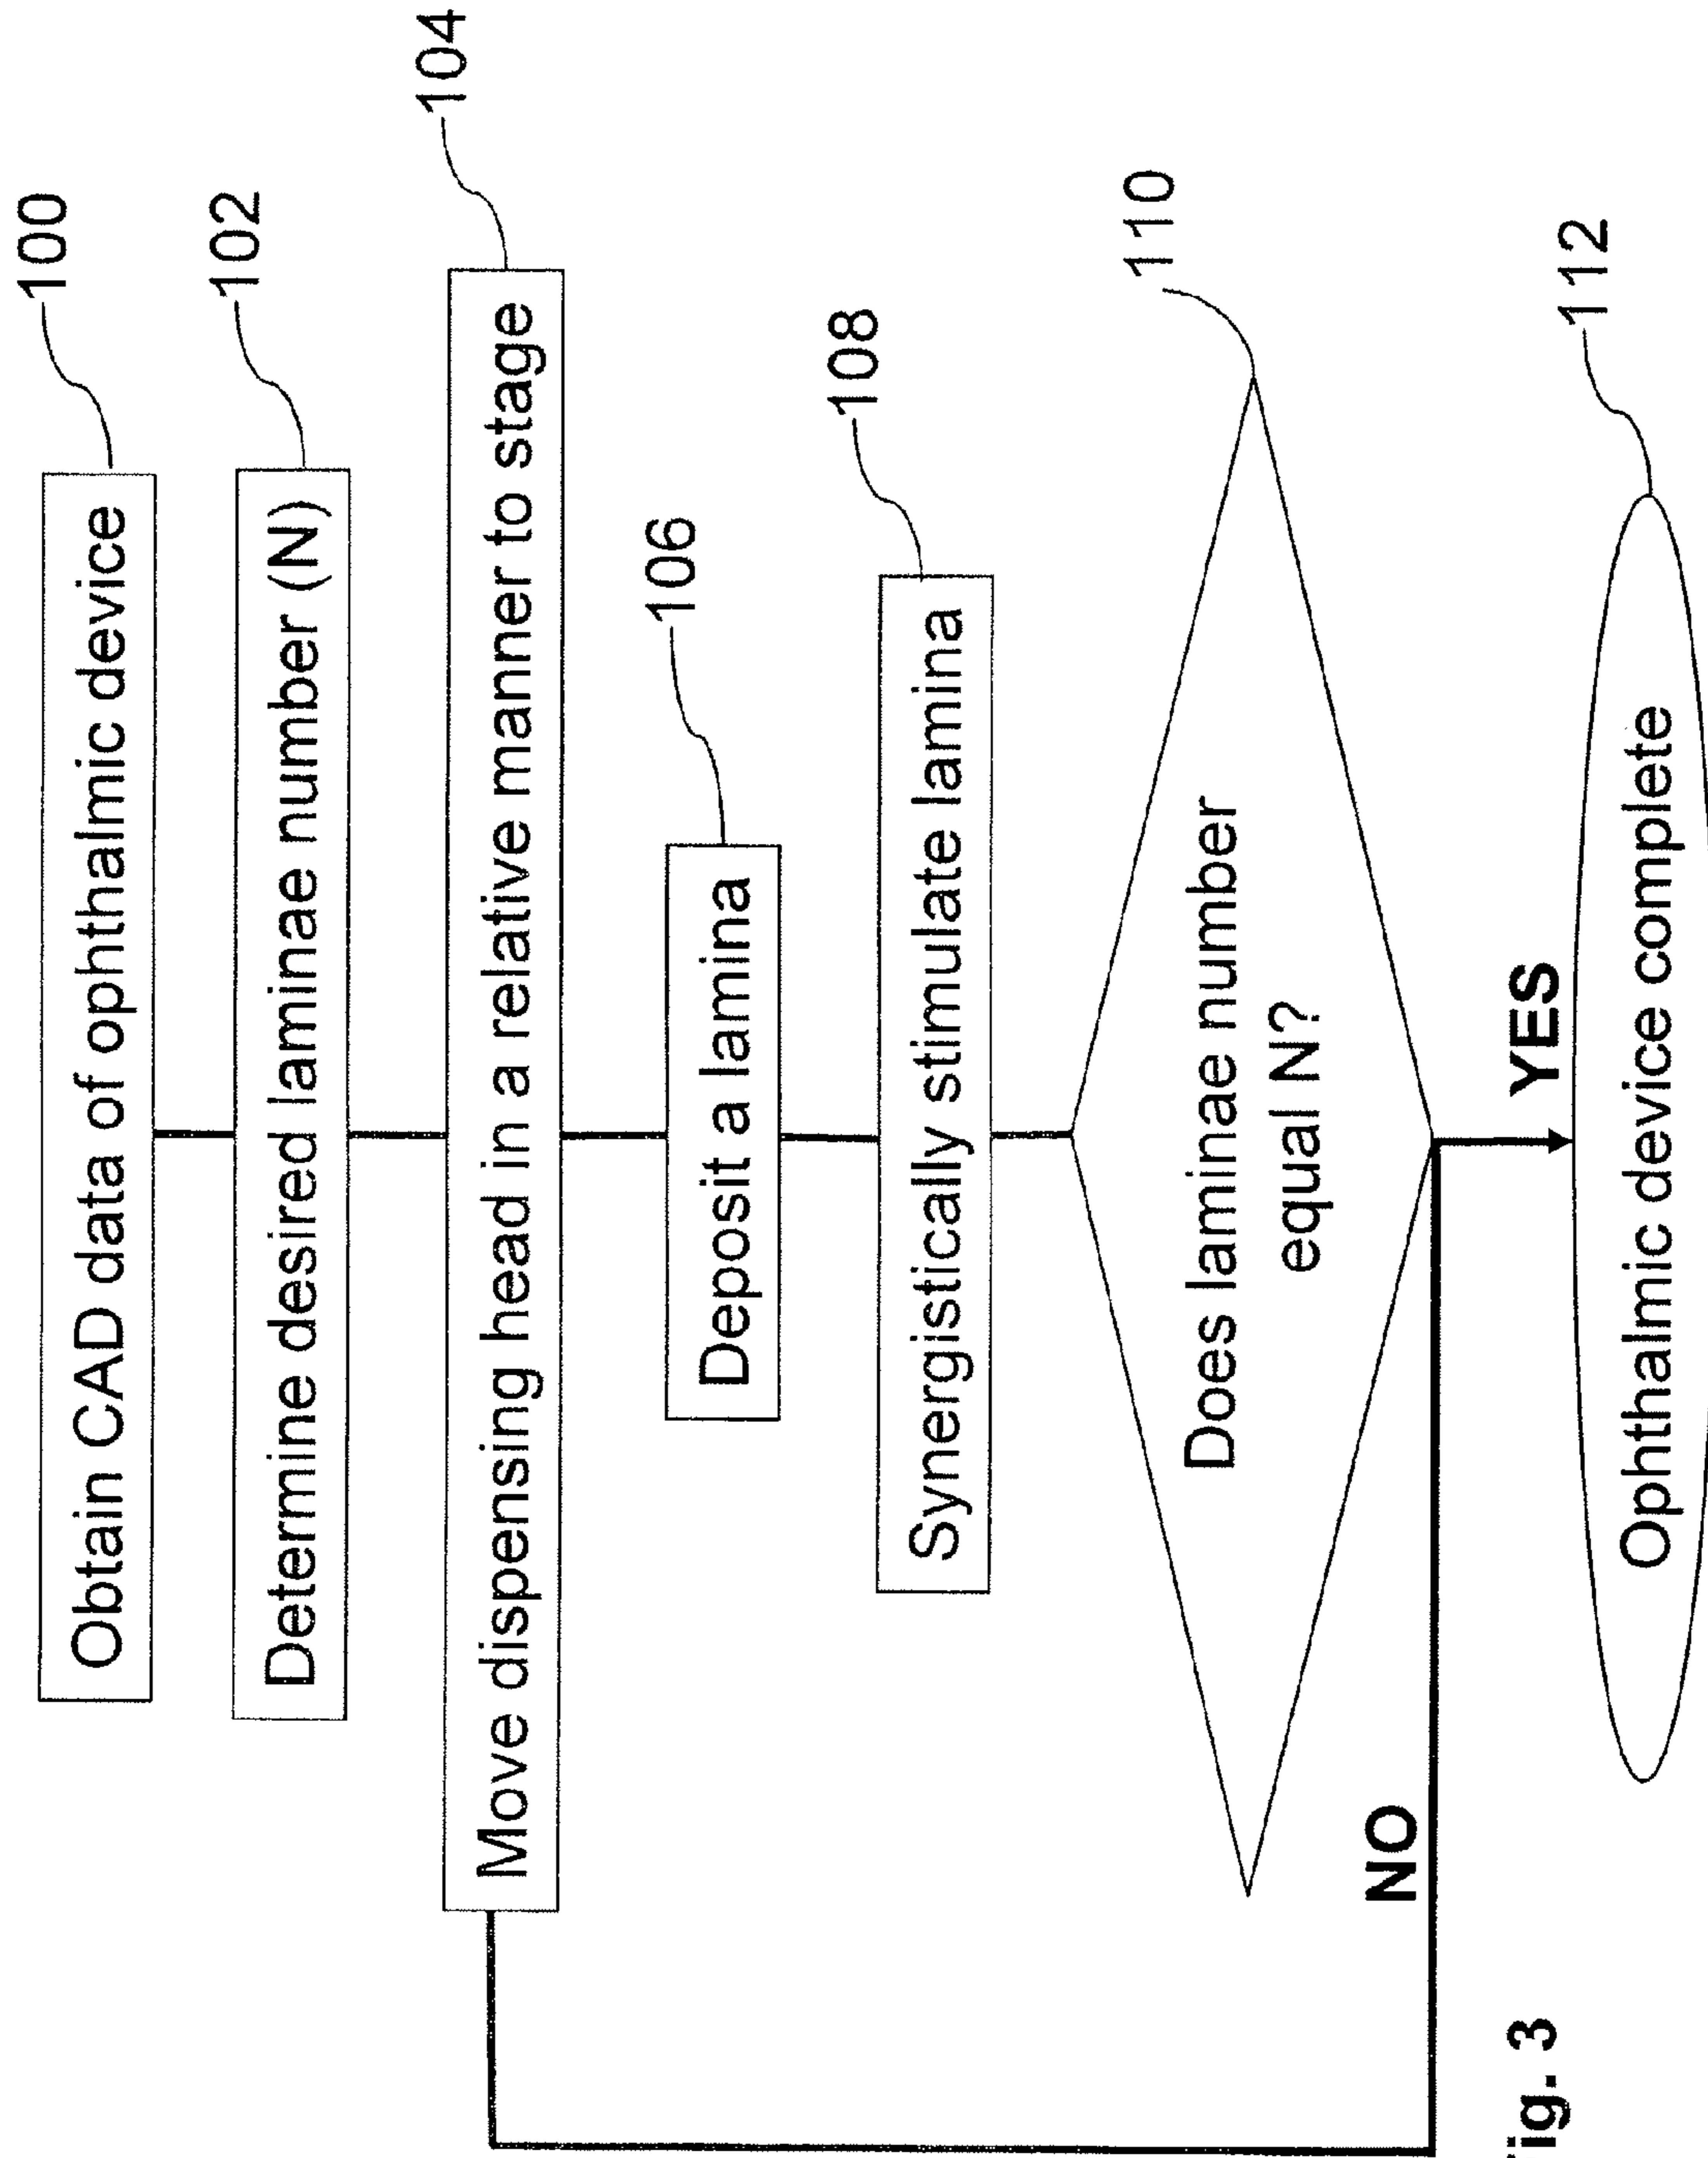 100
Obtain CAD data of ophthalmic device
102
Determine desired laminae number (N)
104
Move dispensing head in a relative manner to stage
106
Deposit a lamina
108
Synergistically stimulate lamina
110
Does laminae number
equal N?
NO
YES
112
Ophthalmic device complete
ig. 3